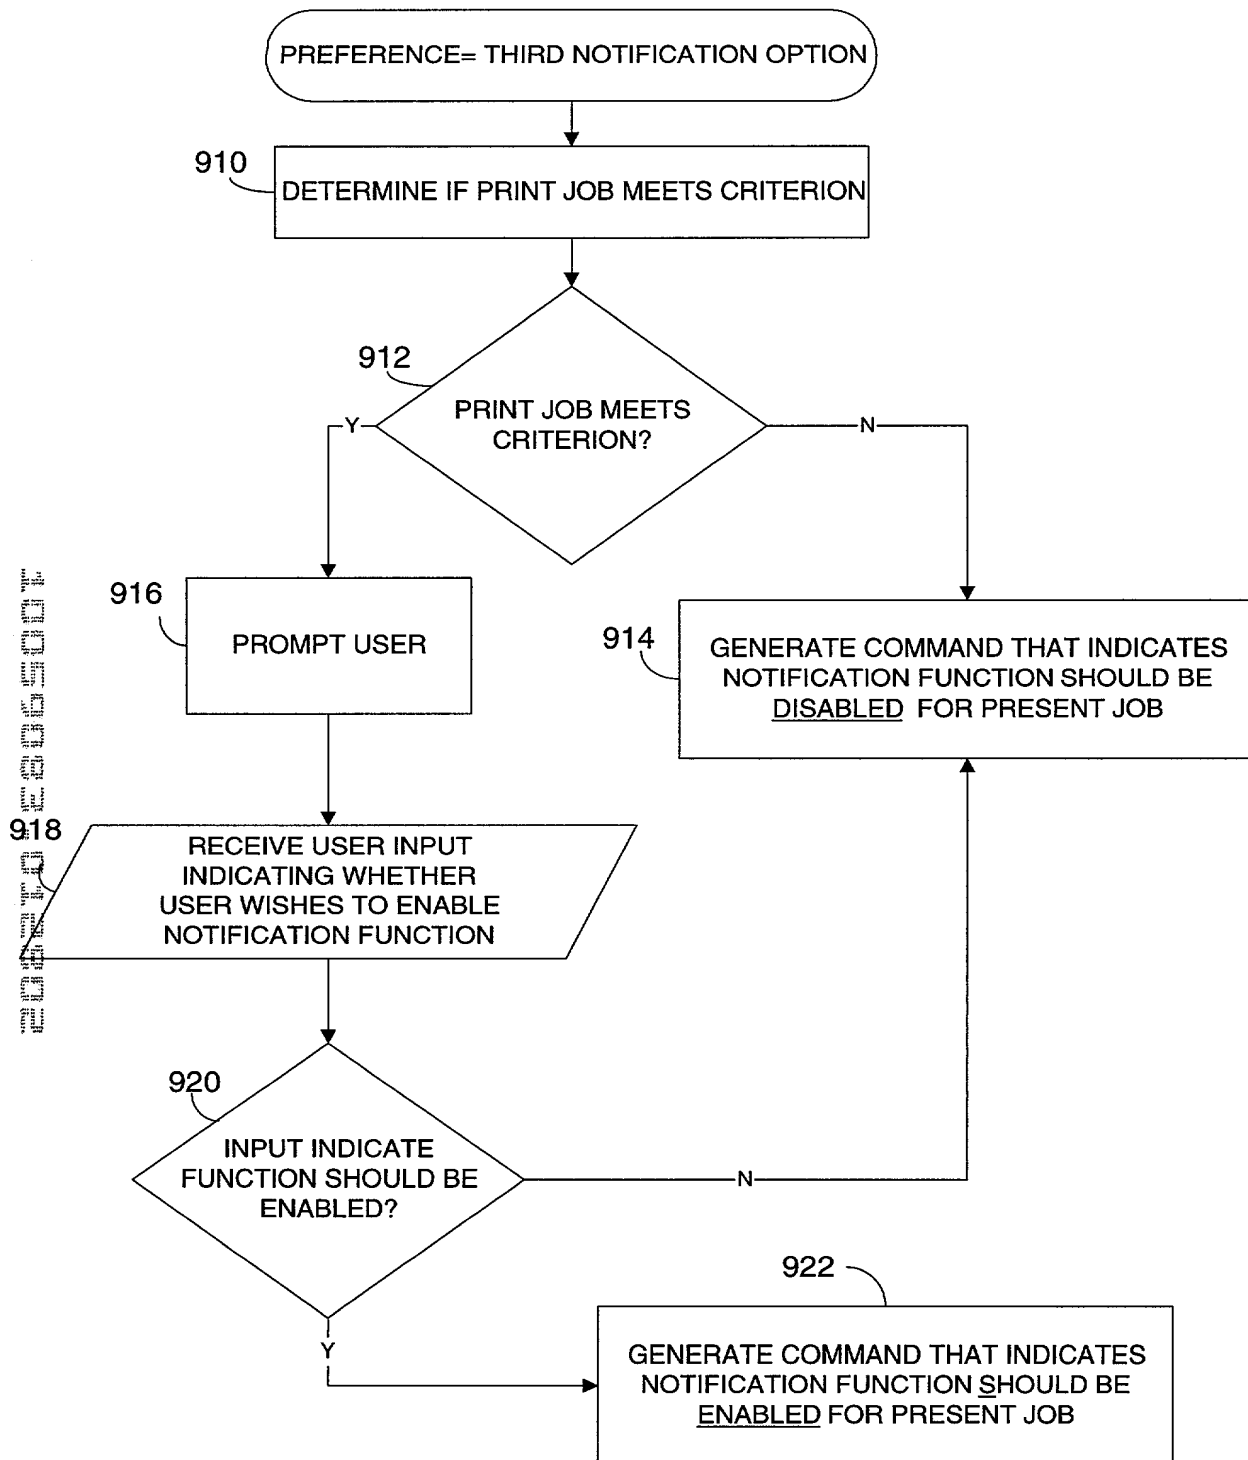 PREFERENCE= THIRD NOTIFICATION OPTION
910
DETERMINE IF PRINT JOB MEETS CRITERION
912
PRINT JOB MEETS
CRITERION?
Y
N
916
PROMPT USER
914
GENERATE COMMAND THAT INDICATES
NOTIFICATION FUNCTION SHOULD BE
DISABLED FOR PRESENT JOB
918
RECEIVE USER INPUT
INDICATING WHETHER
USER WISHES TO ENABLE
NOTIFICATION FUNCTION
920
INPUT INDICATE
FUNCTION SHOULD BE
ENABLED?
N
Y
922
GENERATE COMMAND THAT INDICATES
NOTIFICATION FUNCTION SHOULD BE
ENABLED FOR PRESENT JOB